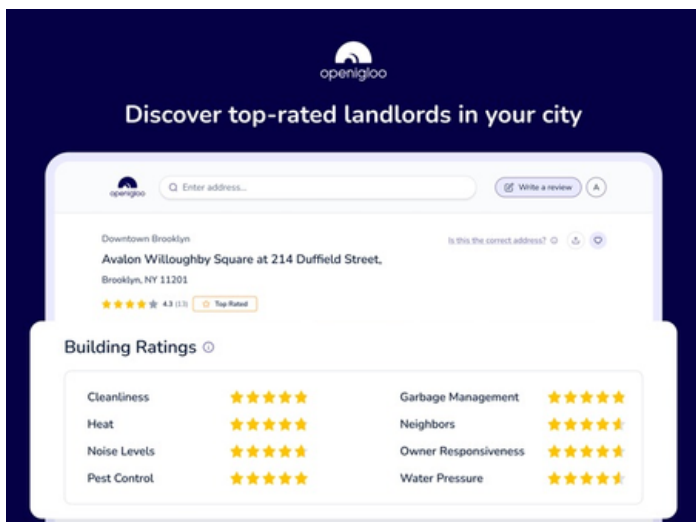 openigloo
Discover top-rated landlords in your city
openigloo
Enter address...
Write a review
A
Downtown Brooklyn
Is this the correct address?
Avalon Willoughby Square at 214 Duffield Street,
Brooklyn, NY 11201
4.3 (13)
Top Rated
Building Ratings
Cleanliness
Garbage Management
Heat
Neighbors
Noise Levels
Owner Responsiveness
Pest Control
Water Pressure